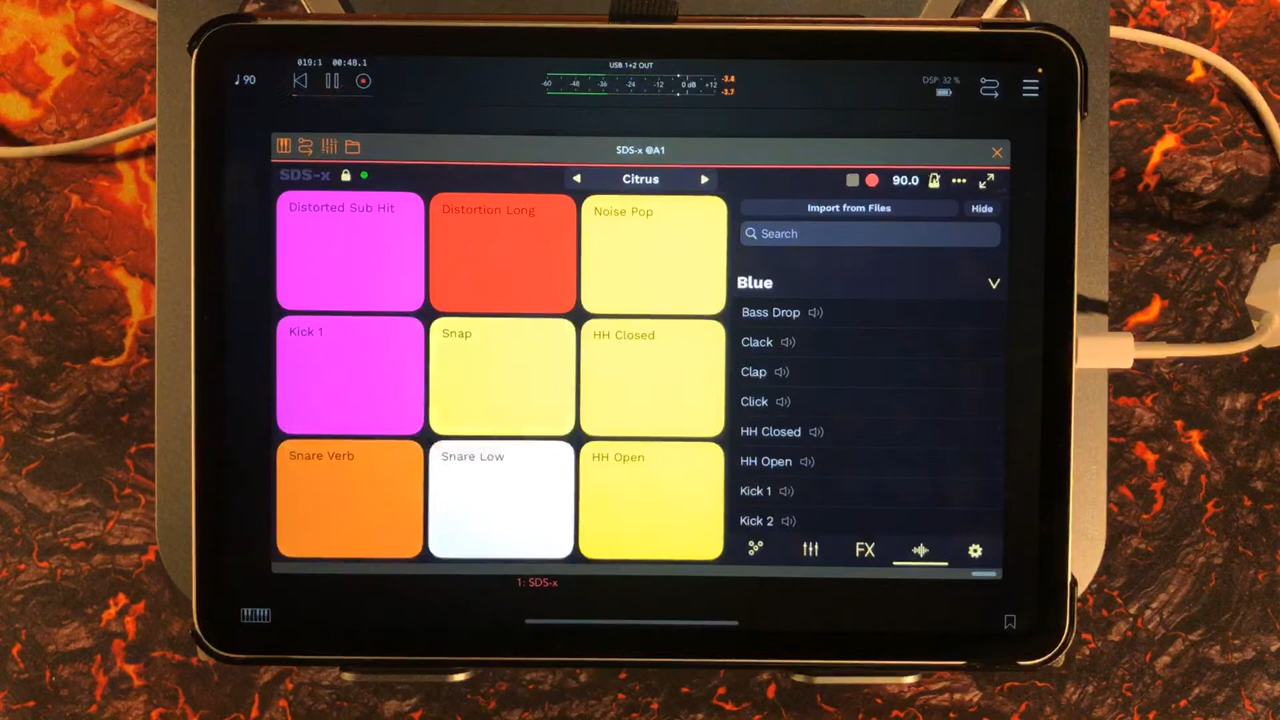 ♩90
019:1 00:48.1
USB 1+2 OUT
-60 -48 -36 -24 -12 0 dB +12
-3.8
-3.7
DSP: 32 %
SDS-x @A1
SDS-x
Citrus
90.0
Distorted Sub Hit
Distortion Long
Noise Pop
Kick 1
Snap
HH Closed
Snare Verb
Snare Low
HH Open
Import from Files
Hide
Search
Blue
Bass Drop
Clack
Clap
Click
HH Closed
HH Open
Kick 1
Kick 2
FX
1: SDS-x